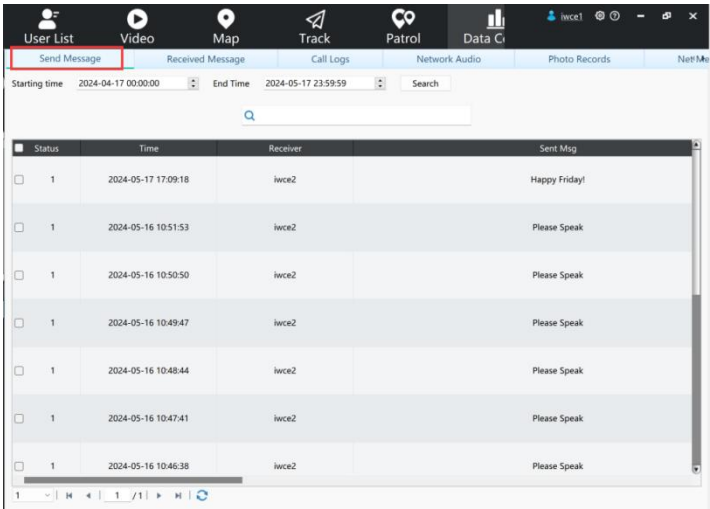 iwce1
User List Video Map Track Patrol Data C
Send Message Received Message Call Logs Network Audio Photo Records Net
Starting time 2024-04-17 00:00:00 End Time 2024-05-17 23:59:59 Search
Status Time Receiver Sent Msg
1 2024-05-17 17:09:18 iwce2 Happy Friday!
1 2024-05-16 10:51:53 iwce2 Please Speak
1 2024-05-16 10:50:50 iwce2 Please Speak
1 2024-05-16 10:49:47 iwce2 Please Speak
1 2024-05-16 10:48:44 iwce2 Please Speak
1 2024-05-16 10:47:41 iwce2 Please Speak
1 2024-05-16 10:46:38 iwce2 Please Speak
1 1 /1